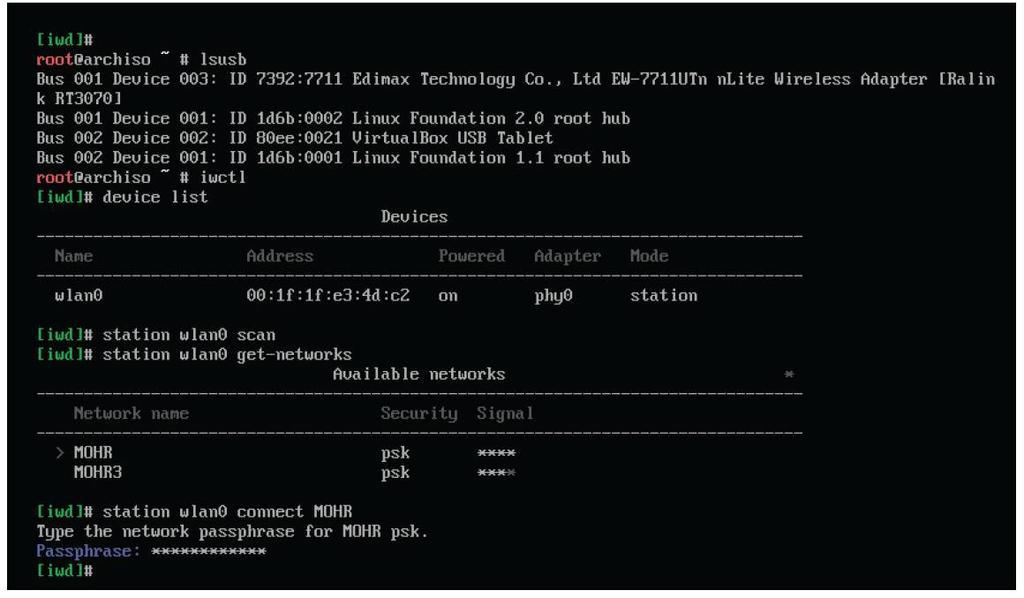 [iwd]#
root@archiso ~ # lsusb
Bus 001 Device 003: ID 7392:7711 Edimax Technology Co., Ltd EW-7711UTn nLite Wireless Adapter [Ralin
k RT3070]
Bus 001 Device 001: ID 1d6b:0002 Linux Foundation 2.0 root hub
Bus 002 Device 002: ID 80ee:0021 VirtualBox USB Tablet
Bus 002 Device 001: ID 1d6b:0001 Linux Foundation 1.1 root hub
root@archiso ~ # iwctl
[iwd]# device list
Devices
--------------------------------------------------------------------------------
Name Address Powered Adapter Mode
--------------------------------------------------------------------------------
wlan0 00:1f:1f:e3:4d:c2 on phy0 station
[iwd]# station wlan0 scan
[iwd]# station wlan0 get-networks
Available networks *
--------------------------------------------------------------------------------
Network name Security Signal
--------------------------------------------------------------------------------
> MOHR psk ****
MOHR3 psk ****
[iwd]# station wlan0 connect MOHR
Type the network passphrase for MOHR psk.
Passphrase: ************
[iwd]#